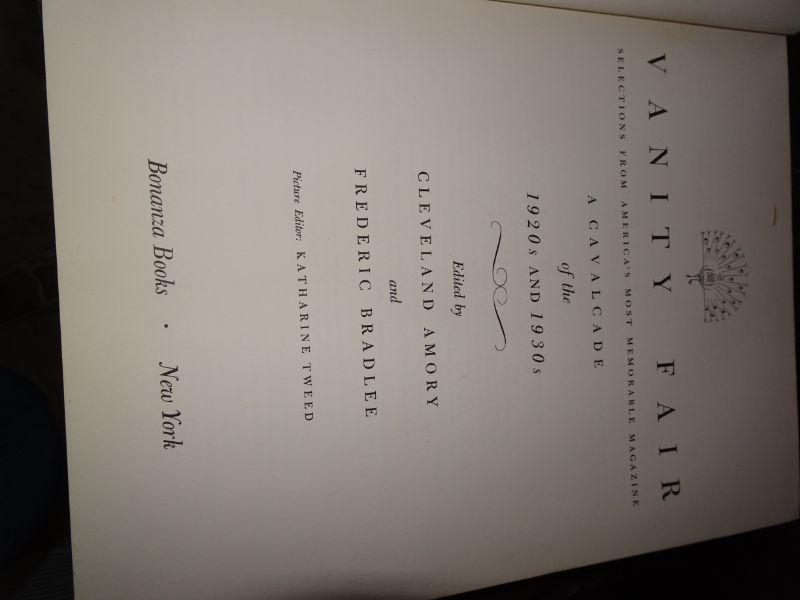 VANITY FAIR
SELECTIONS FROM AMERICA'S MOST MEMORABLE MAGAZINE
A CAVALCADE
of the
1920s AND 1930s
Edited by
CLEVELAND AMORY
and
FREDERIC BRADLEE
Picture Editor: KATHARINE TWEED
Bonanza Books • New York